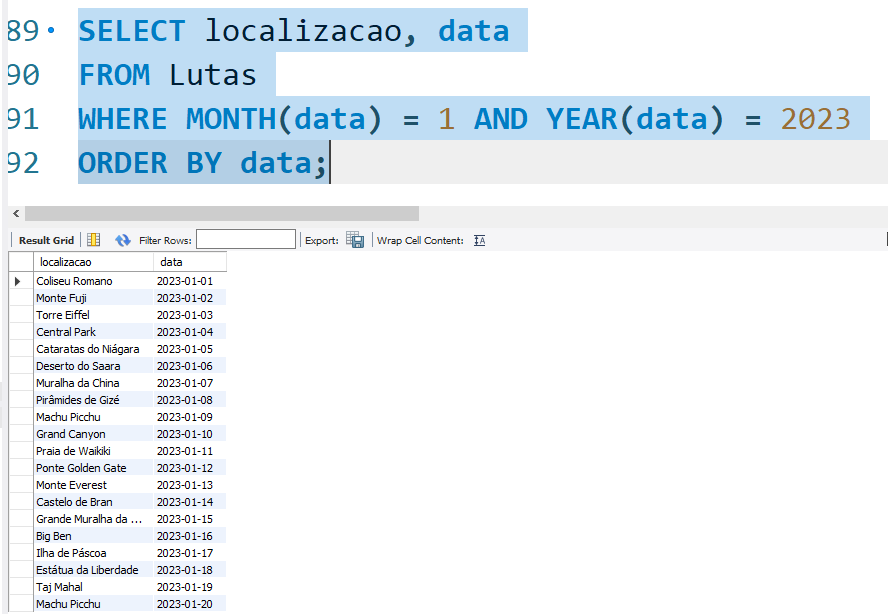 89 SELECT localizacao, data
90 FROM Lutas
91 WHERE MONTH(data) = 1 AND YEAR(data) = 2023
92 ORDER BY data;
Result Grid Filter Rows: Export: Wrap Cell Content: IA
localizacao data
Coliseu Romano 2023-01-01
Monte Fuji 2023-01-02
Torre Eiffel 2023-01-03
Central Park 2023-01-04
Cataratas do Niágara 2023-01-05
Deserto do Saara 2023-01-06
Muralha da China 2023-01-07
Pirâmides de Gizé 2023-01-08
Machu Picchu 2023-01-09
Grand Canyon 2023-01-10
Praia de Waikiki 2023-01-11
Ponte Golden Gate 2023-01-12
Monte Everest 2023-01-13
Castelo de Bran 2023-01-14
Grande Muralha da ... 2023-01-15
Big Ben 2023-01-16
Ilha de Páscoa 2023-01-17
Estátua da Liberdade 2023-01-18
Taj Mahal 2023-01-19
Machu Picchu 2023-01-20